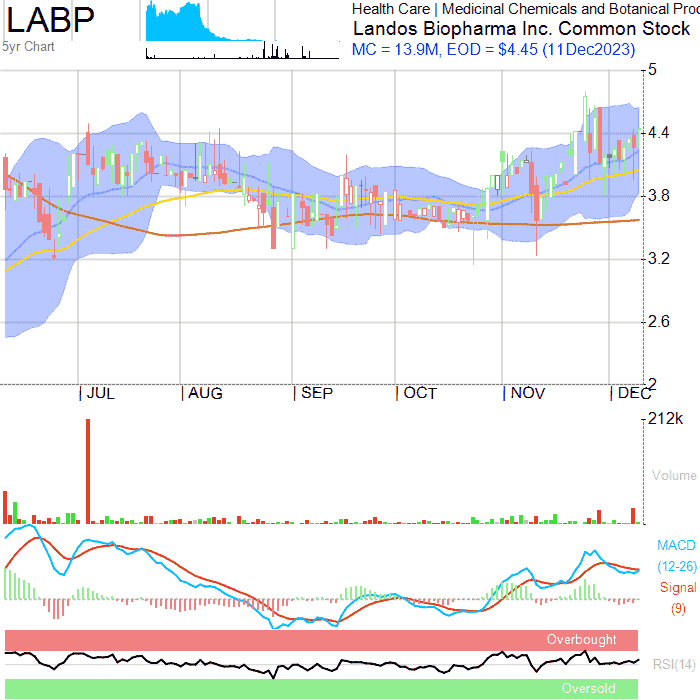 LABP
5yr Chart
Health Care | Medicinal Chemicals and Botanical Proc
Landos Biopharma Inc. Common Stock
MC = 13.9M, EOD = $4.45 (11Dec2023)
5
4.4
3.8
3.2
2.6
2
JUL
AUG
SEP
OCT
NOV
DEC
212k
Volume
MACD
(12-26)
Signal
(9)
Overbought
RSI(14)
Oversold